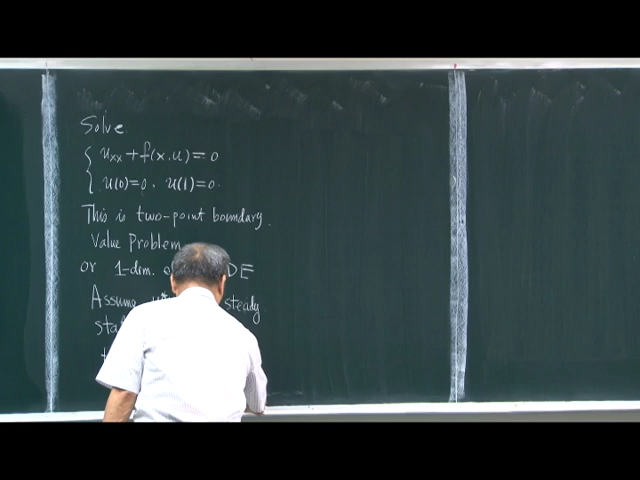 Solve
{ u_xx + f(x.u) = 0
u(0)=0, u(1)=0.
This is two-point boundary
Value Problem
or 1-dim. DE
Assume steady